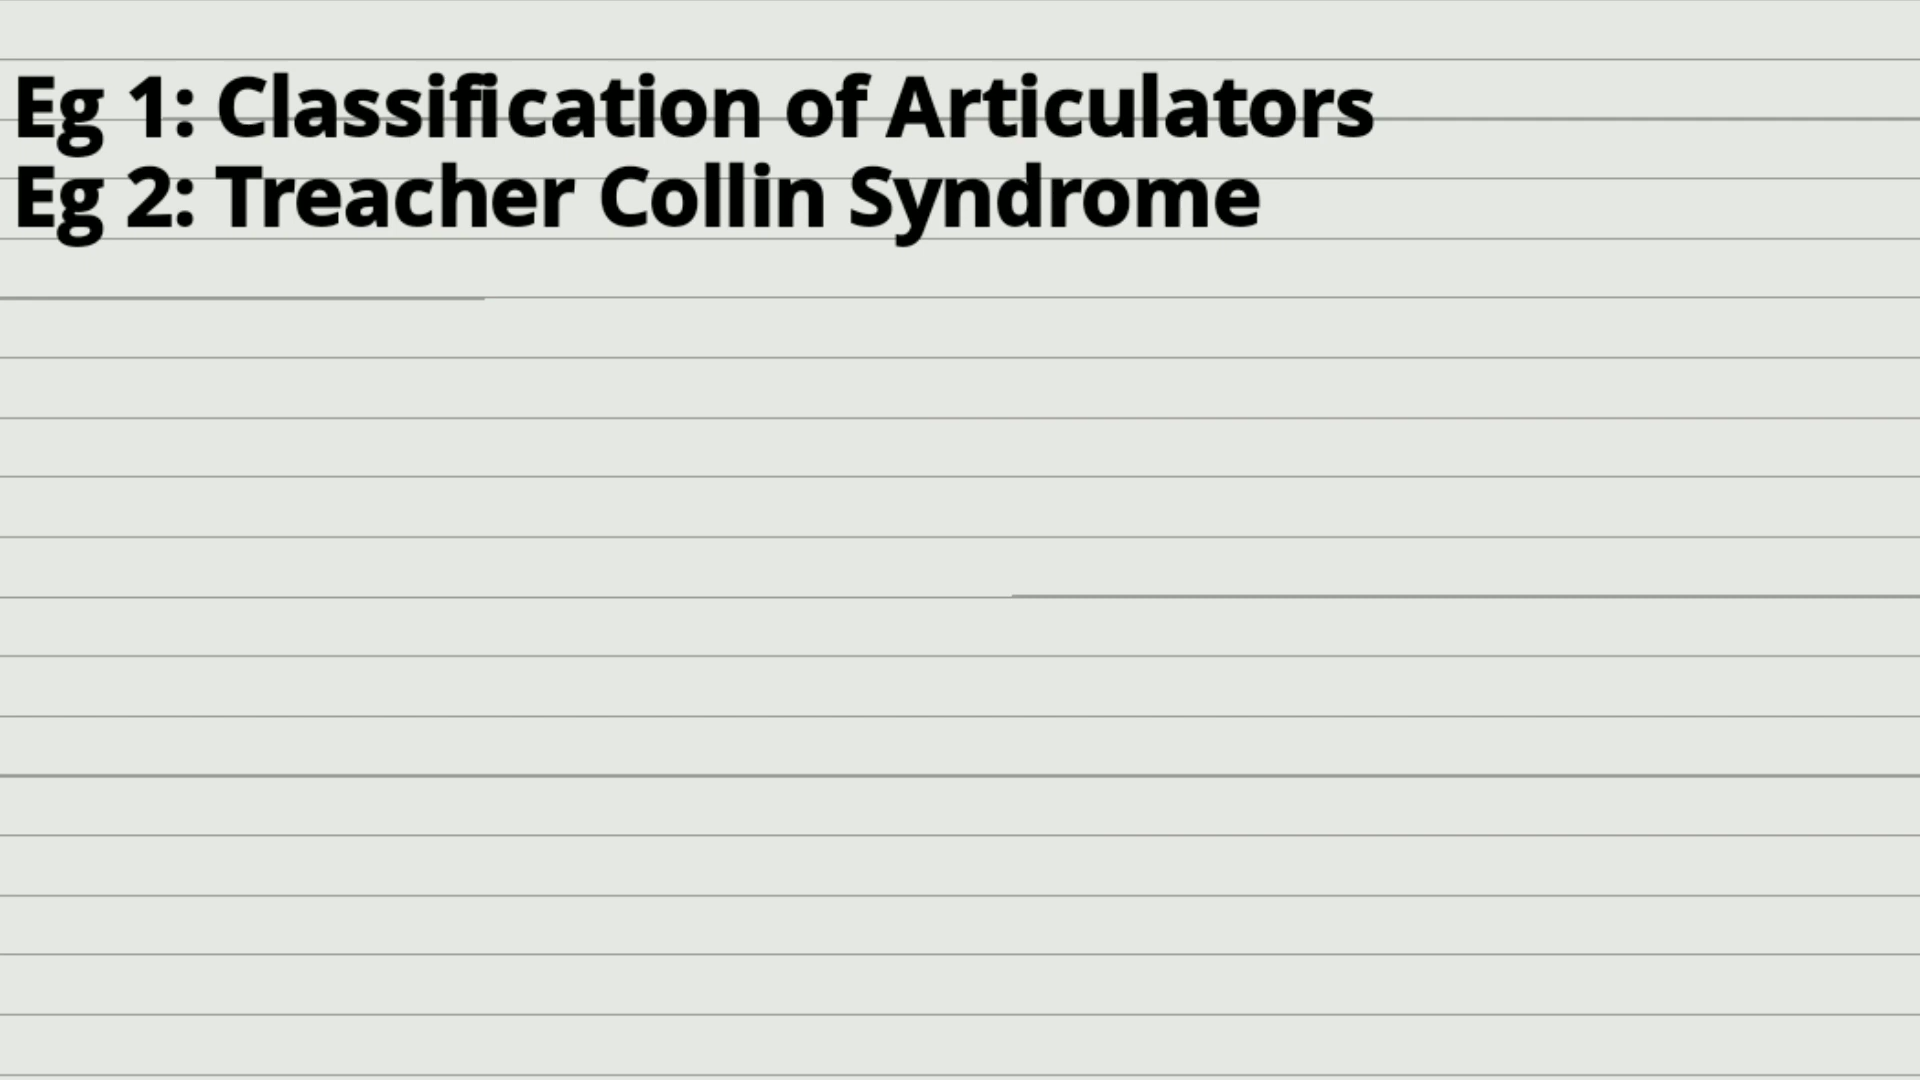 Eg 1: Classification of Articulators
Eg 2: Treacher Collin Syndrome